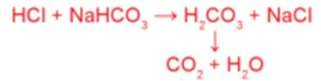 HCl + NaHCO₃ → H₂CO₃ + NaCl
↓
CO₂ + H₂O